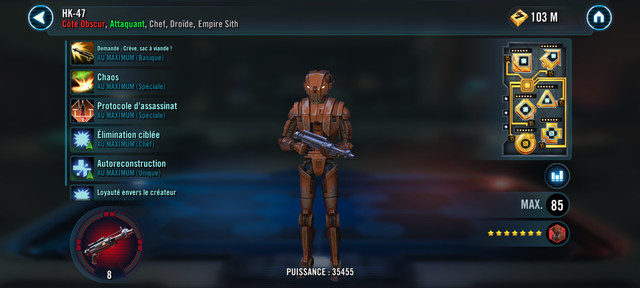 HK-47
Côté Obscur, Attaquant, Chef, Droïde, Empire Sith
103 M
Demande : Crève, sac à viande !
AU MAXIMUM (Basique)
Chaos
AU MAXIMUM (Spéciale)
Protocole d'assassinat
AU MAXIMUM (Spéciale)
Élimination ciblée
AU MAXIMUM (Chef)
Autoreconstruction
AU MAXIMUM (Unique)
Loyauté envers le créateur
MAX. 85
8
PUISSANCE : 35455